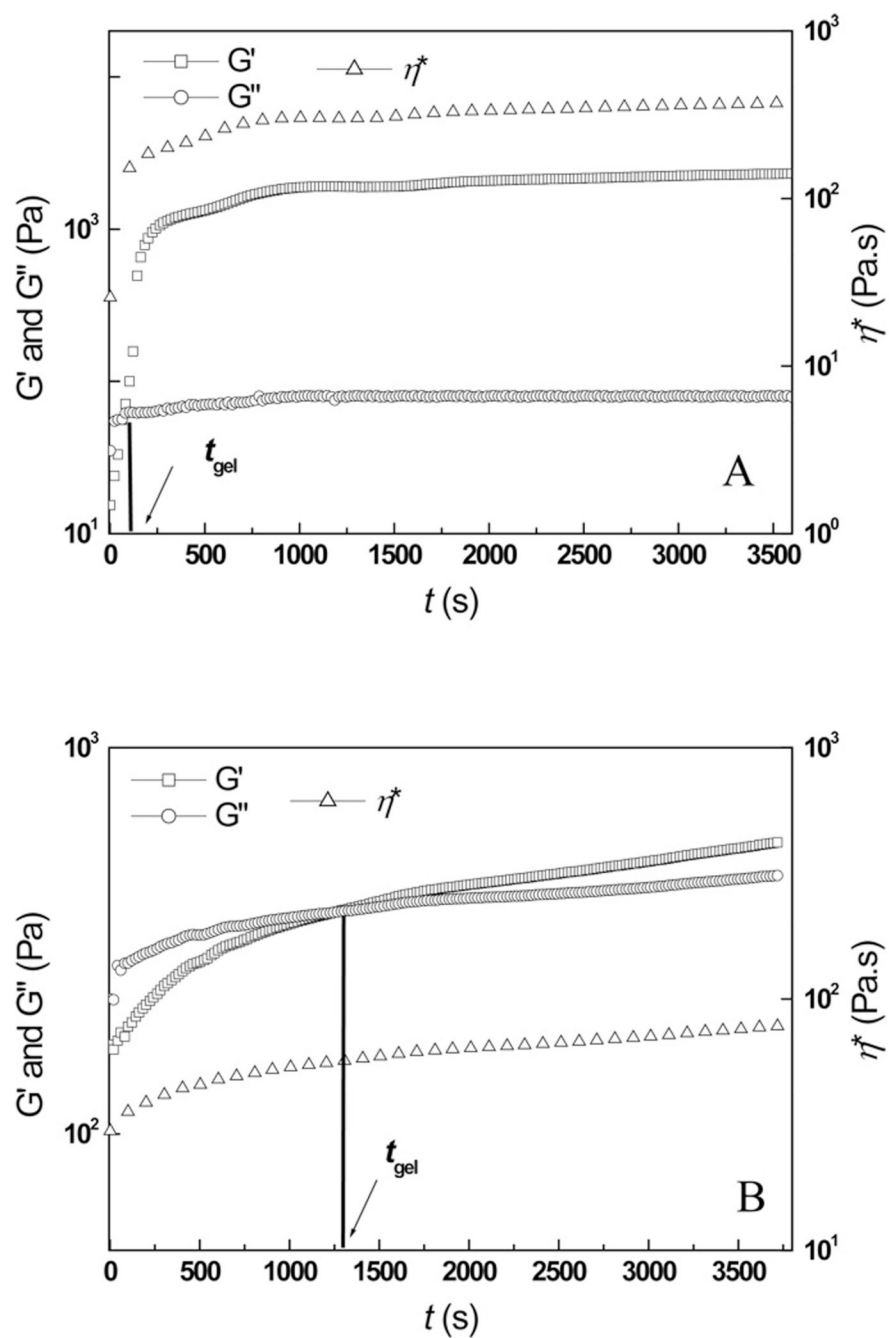 G' η*
G''
10³ 10³
G' and G'' (Pa)
10¹
10³
10²
10¹
10⁰
η* (Pa.s)
t_gel
A
0 500 1000 1500 2000 2500 3000 3500
t (s)
G' η*
G''
10³
10²
G' and G'' (Pa)
10³
10²
10¹
η* (Pa.s)
t_gel
B
0 500 1000 1500 2000 2500 3000 3500
t (s)